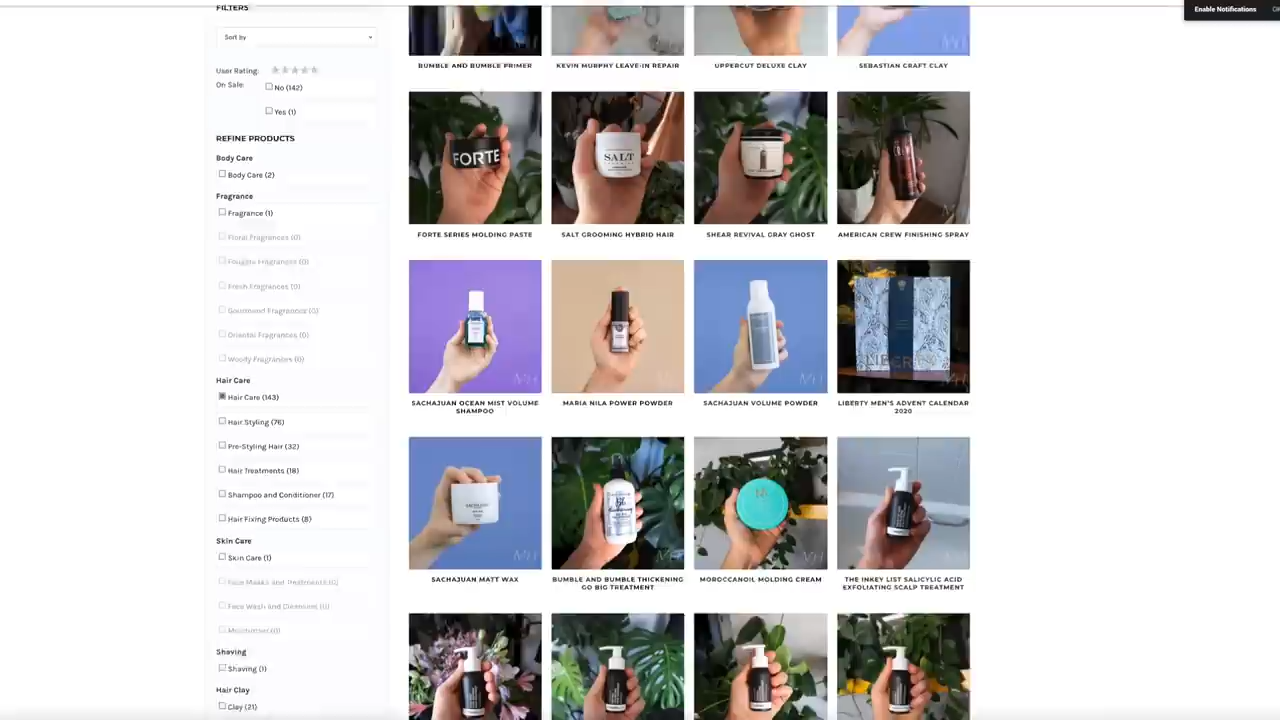 FILTERS
Sort by
User Rating:
On Sale:
No (142)
Yes (1)
REFINE PRODUCTS
Body Care
Body Care (2)
Fragrance
Fragrance (1)
Floral Fragrances (0)
Fougère Fragrances (0)
Fresh Fragrances (0)
Gourmand Fragrances (0)
Oriental Fragrances (0)
Woody Fragrances (0)
Hair Care
Hair Care (143)
Hair Styling (76)
Pre-Styling Hair (32)
Hair Treatments (18)
Shampoo and Conditioner (17)
Hair Fixing Products (8)
Skin Care
Skin Care (1)
Face Masks and Treatments (0)
Face Wash and Cleansers (0)
Moisturiser (0)
Shaving
Shaving (1)
Hair Clay
Clay (21)
Enable Notifications
BUMBLE AND BUMBLE PRIMER
KEVIN MURPHY LEAVE-IN REPAIR
UPPERCUT DELUXE CLAY
SEBASTIAN CRAFT CLAY
FORTE
SALT
FORTE SERIES MOLDING PASTE
SALT GROOMING HYBRID HAIR
SHEAR REVIVAL GRAY GHOST
AMERICAN CREW FINISHING SPRAY
SACHAJUAN OCEAN MIST VOLUME
SHAMPOO
MARIA NILA POWER POWDER
SACHAJUAN VOLUME POWDER
LIBERTY MEN'S ADVENT CALENDAR
2020
SACHAJUAN MATT WAX
BUMBLE AND BUMBLE THICKENING
GO BIG TREATMENT
MOROCCANOIL MOLDING CREAM
THE INKEY LIST SALICYLIC ACID
EXFOLIATING SCALP TREATMENT